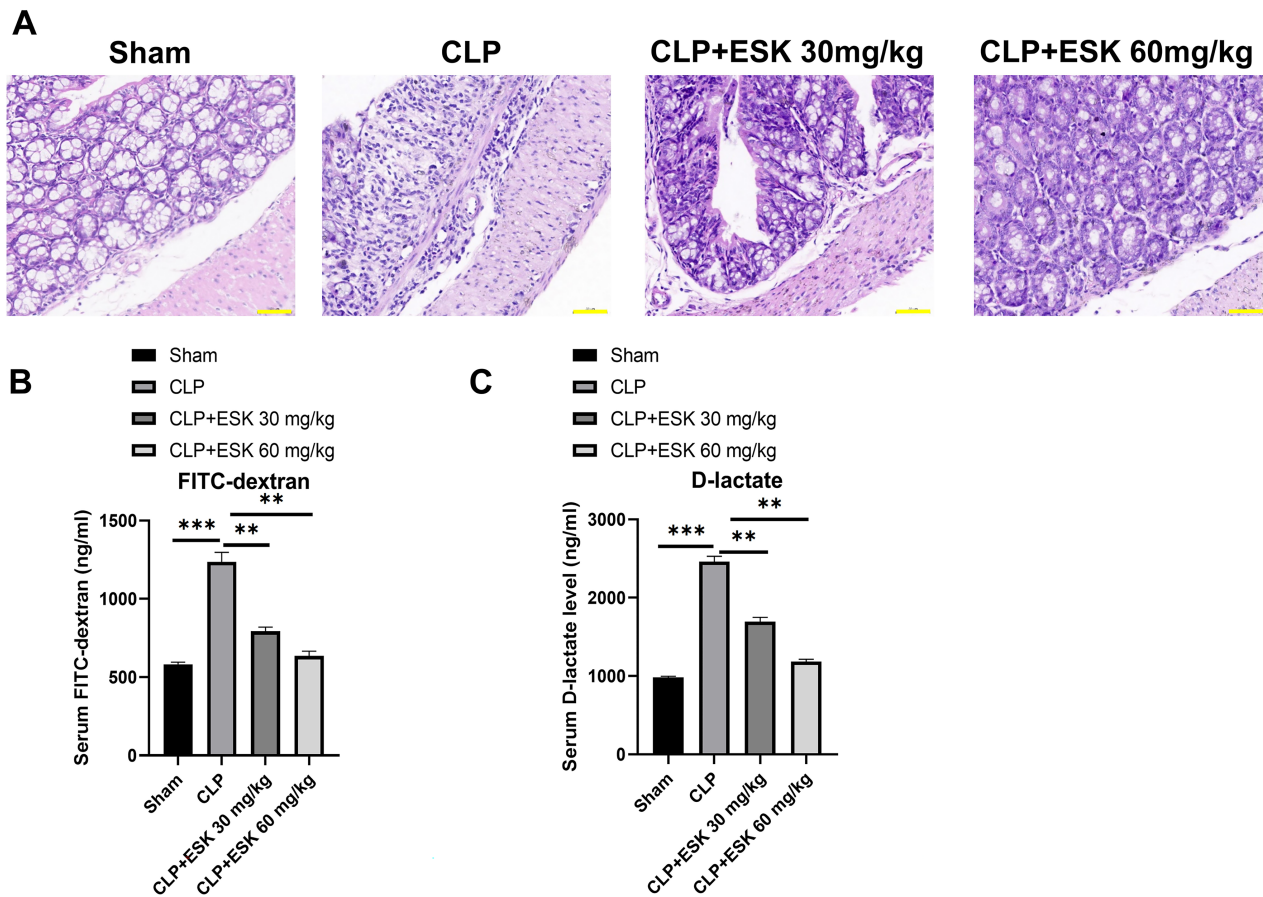 A
Sham
CLP
CLP+ESK 30mg/kg
CLP+ESK 60mg/kg
B
Sham
CLP
CLP+ESK 30 mg/kg
CLP+ESK 60 mg/kg
FITC-dextran
Serum FITC-dextran (ng/ml)
1500
1000
500
0
***
**
**
Sham
CLP
CLP+ESK 30 mg/kg
CLP+ESK 60 mg/kg
C
Sham
CLP
CLP+ESK 30 mg/kg
CLP+ESK 60 mg/kg
D-lactate
Serum D-lactate level (ng/ml)
3000
2000
1000
0
***
**
**
Sham
CLP
CLP+ESK 30 mg/kg
CLP+ESK 60 mg/kg